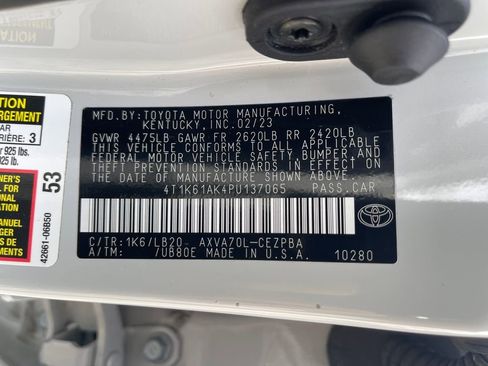 MFD.BY:TOYOTA MOTOR MANUFACTURING,
KENTUCKY,INC.02/23
GVWR 4475LB GAWR FR 2620LB RR 2420LB
THIS VEHICLE CONFORMS TO ALL APPLICABLE
FEDERAL MOTOR VEHICLE SAFETY,
BUMPER, AND THEFT PREVENTION STANDARDS
IN EFFECT ON
THE DATE OF MANUFACTURE SHOWN ABOVE.
4T1K61AK4PU137065 PASS.CAR
C/TR:1K6/LB20 AXVA70L-CEZPBA
A/TM: /UB80E MADE IN U.S.A. 10280
TOYOTA
53
42661-06B50